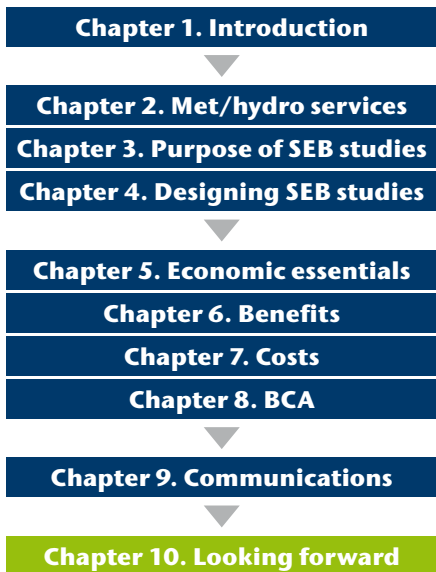 Chapter 1. Introduction
Chapter 2. Met/hydro services
Chapter 3. Purpose of SEB studies
Chapter 4. Designing SEB studies
Chapter 5. Economic essentials
Chapter 6. Benefits
Chapter 7. Costs
Chapter 8. BCA
Chapter 9. Communications
Chapter 10. Looking forward